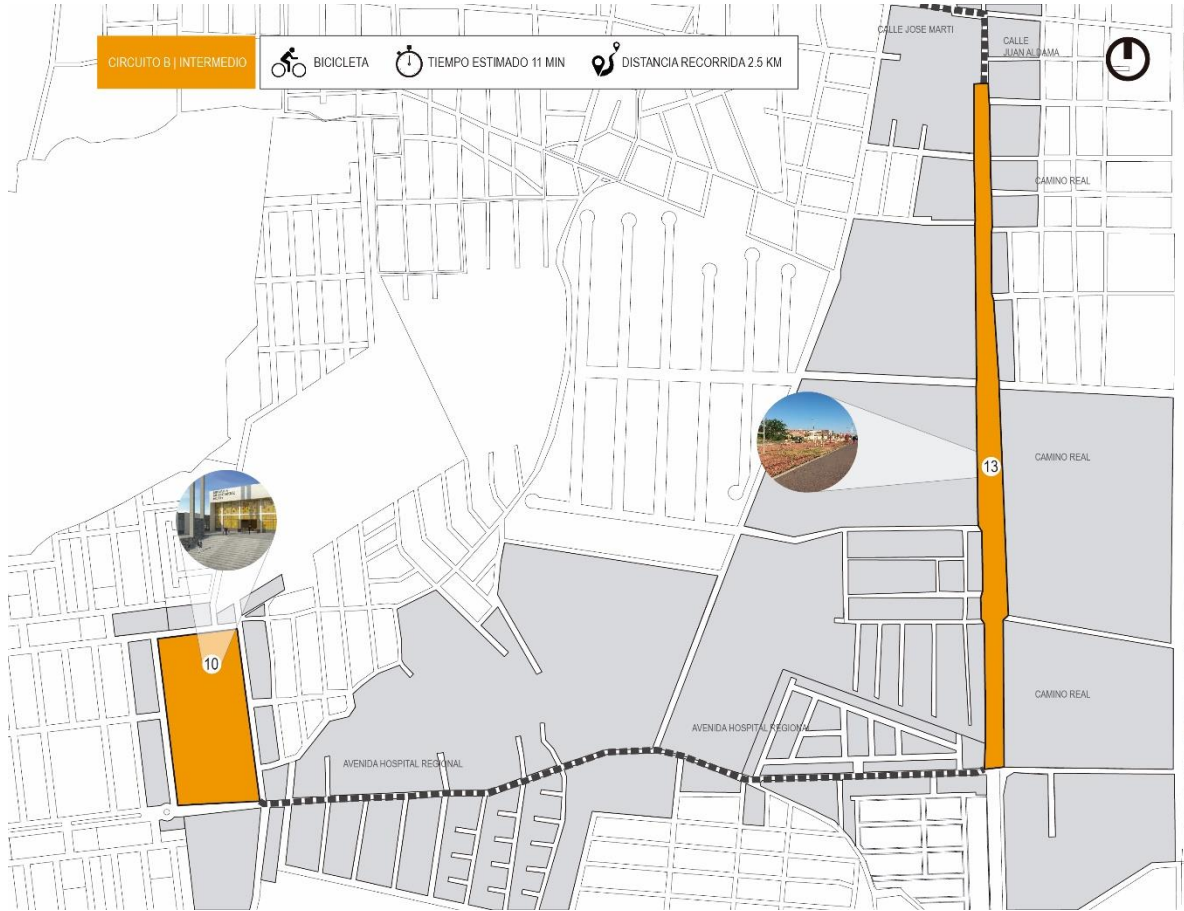 CIRCUITO B | INTERMEDIO
BICICLETA
TIEMPO ESTIMADO 11 MIN
DISTANCIA RECORRIDA 2.5 KM
CALLE JOSE MARTI
CALLE
JUAN ALDAMA
CAMINO REAL
CAMINO REAL
13
10
CAMINO REAL
AVENIDA HOSPITAL REGIONAL
AVENIDA HOSPITAL REGIONAL